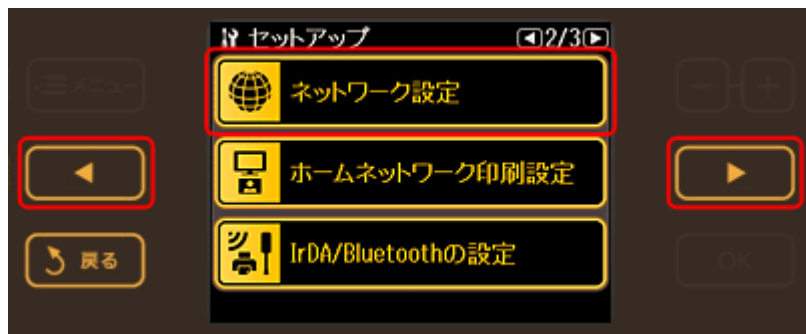 セットアップ
2/3
メニュー
ネットワーク設定
ホームネットワーク印刷設定
戻る
IrDA/Bluetoothの設定
OK